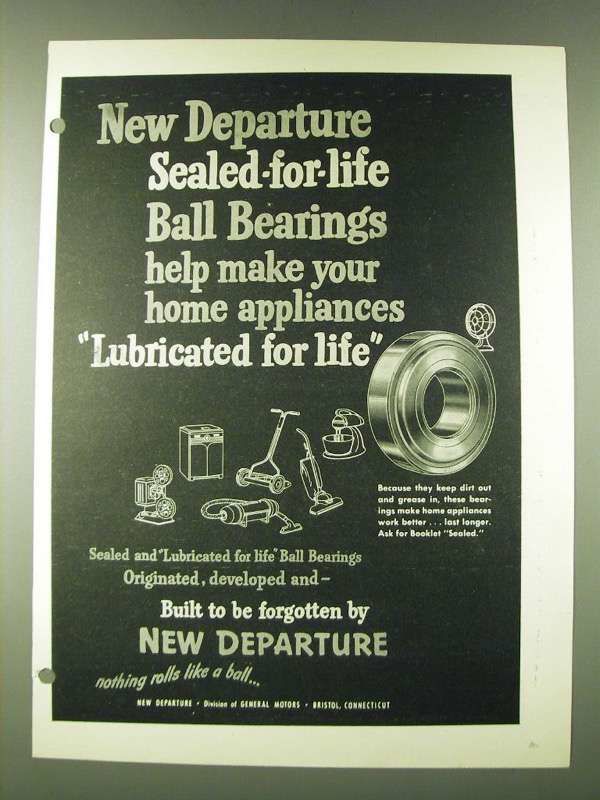 New Departure
Sealed-for-life
Ball Bearings
help make your
home appliances
"Lubricated for life"
Because they keep dirt out
and grease in, these bear-
ings make home appliances
work better . . . last longer.
Ask for Booklet "Sealed."
Sealed and "Lubricated for life" Ball Bearings
Originated, developed and—
Built to be forgotten by
NEW DEPARTURE
nothing rolls like a ball...
NEW DEPARTURE • Division of GENERAL MOTORS • BRISTOL, CONNECTICUT